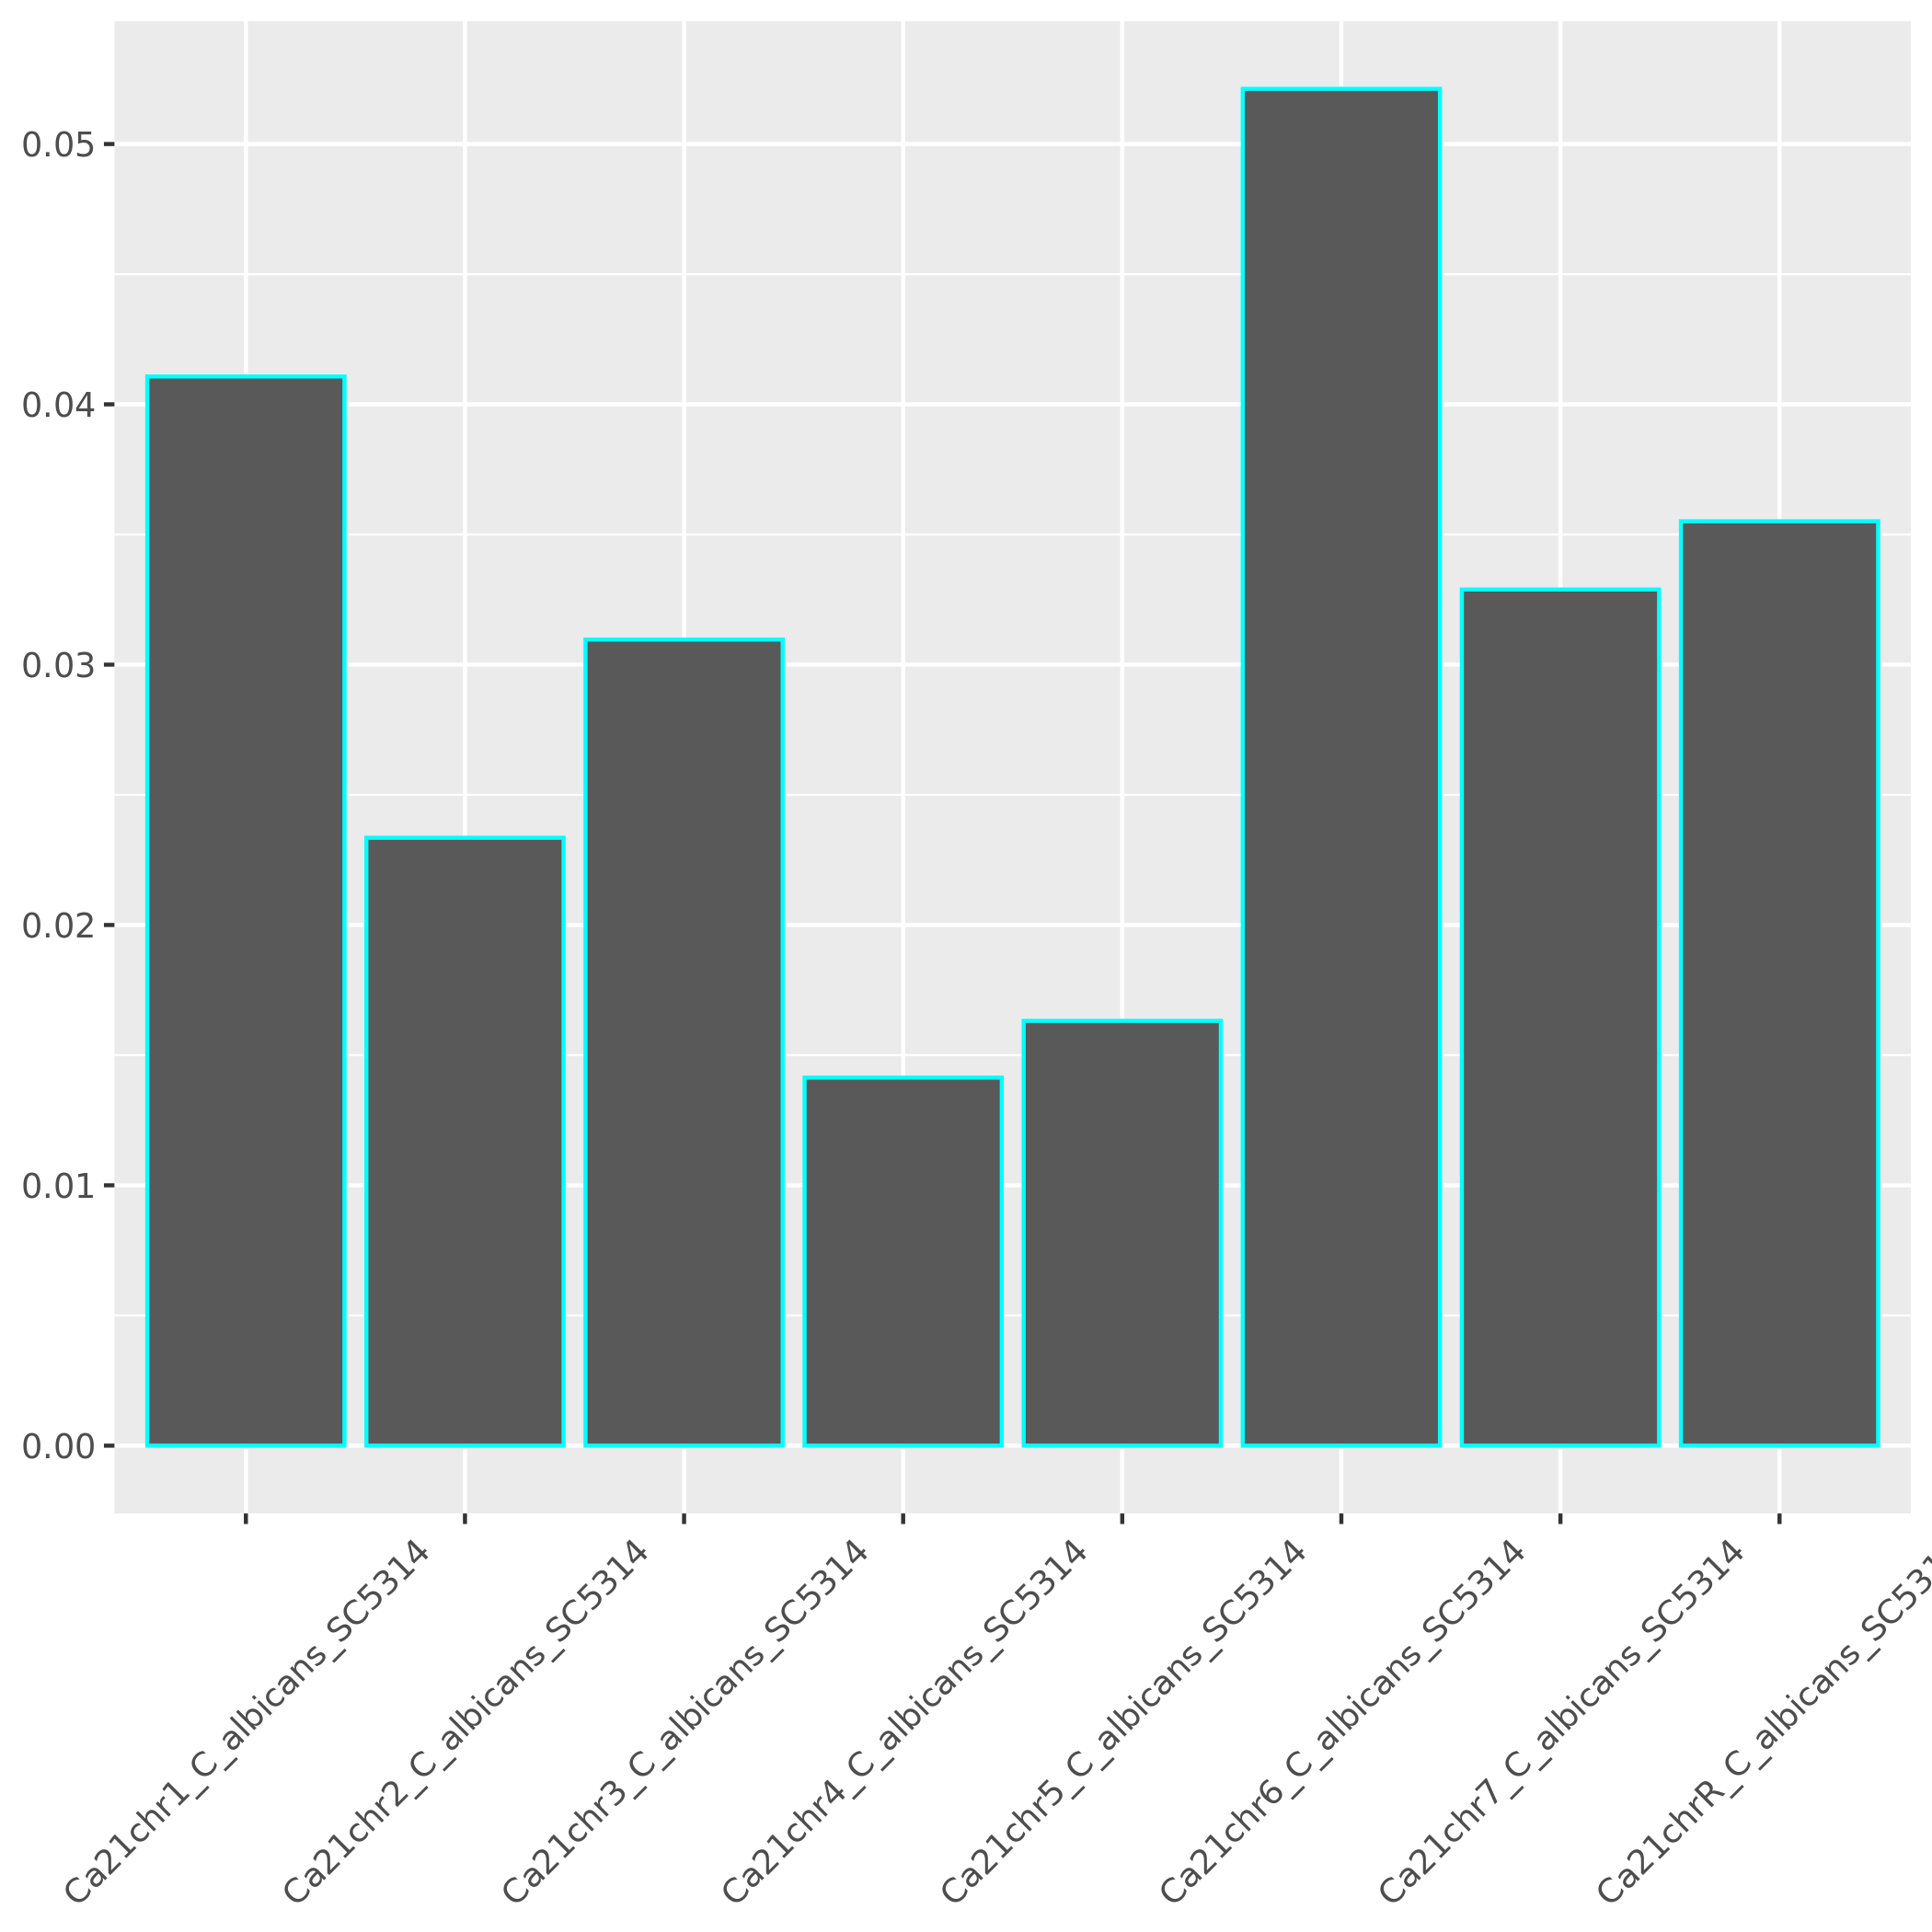 0.05
0.04
0.03
0.02
0.01
0.00
Ca21chr1_C_albicans_SC5314
Ca21chr2_C_albicans_SC5314
Ca21chr3_C_albicans_SC5314
Ca21chr4_C_albicans_SC5314
Ca21chr5_C_albicans_SC5314
Ca21chr6_C_albicans_SC5314
Ca21chr7_C_albicans_SC5314
Ca21chrR_C_albicans_SC531